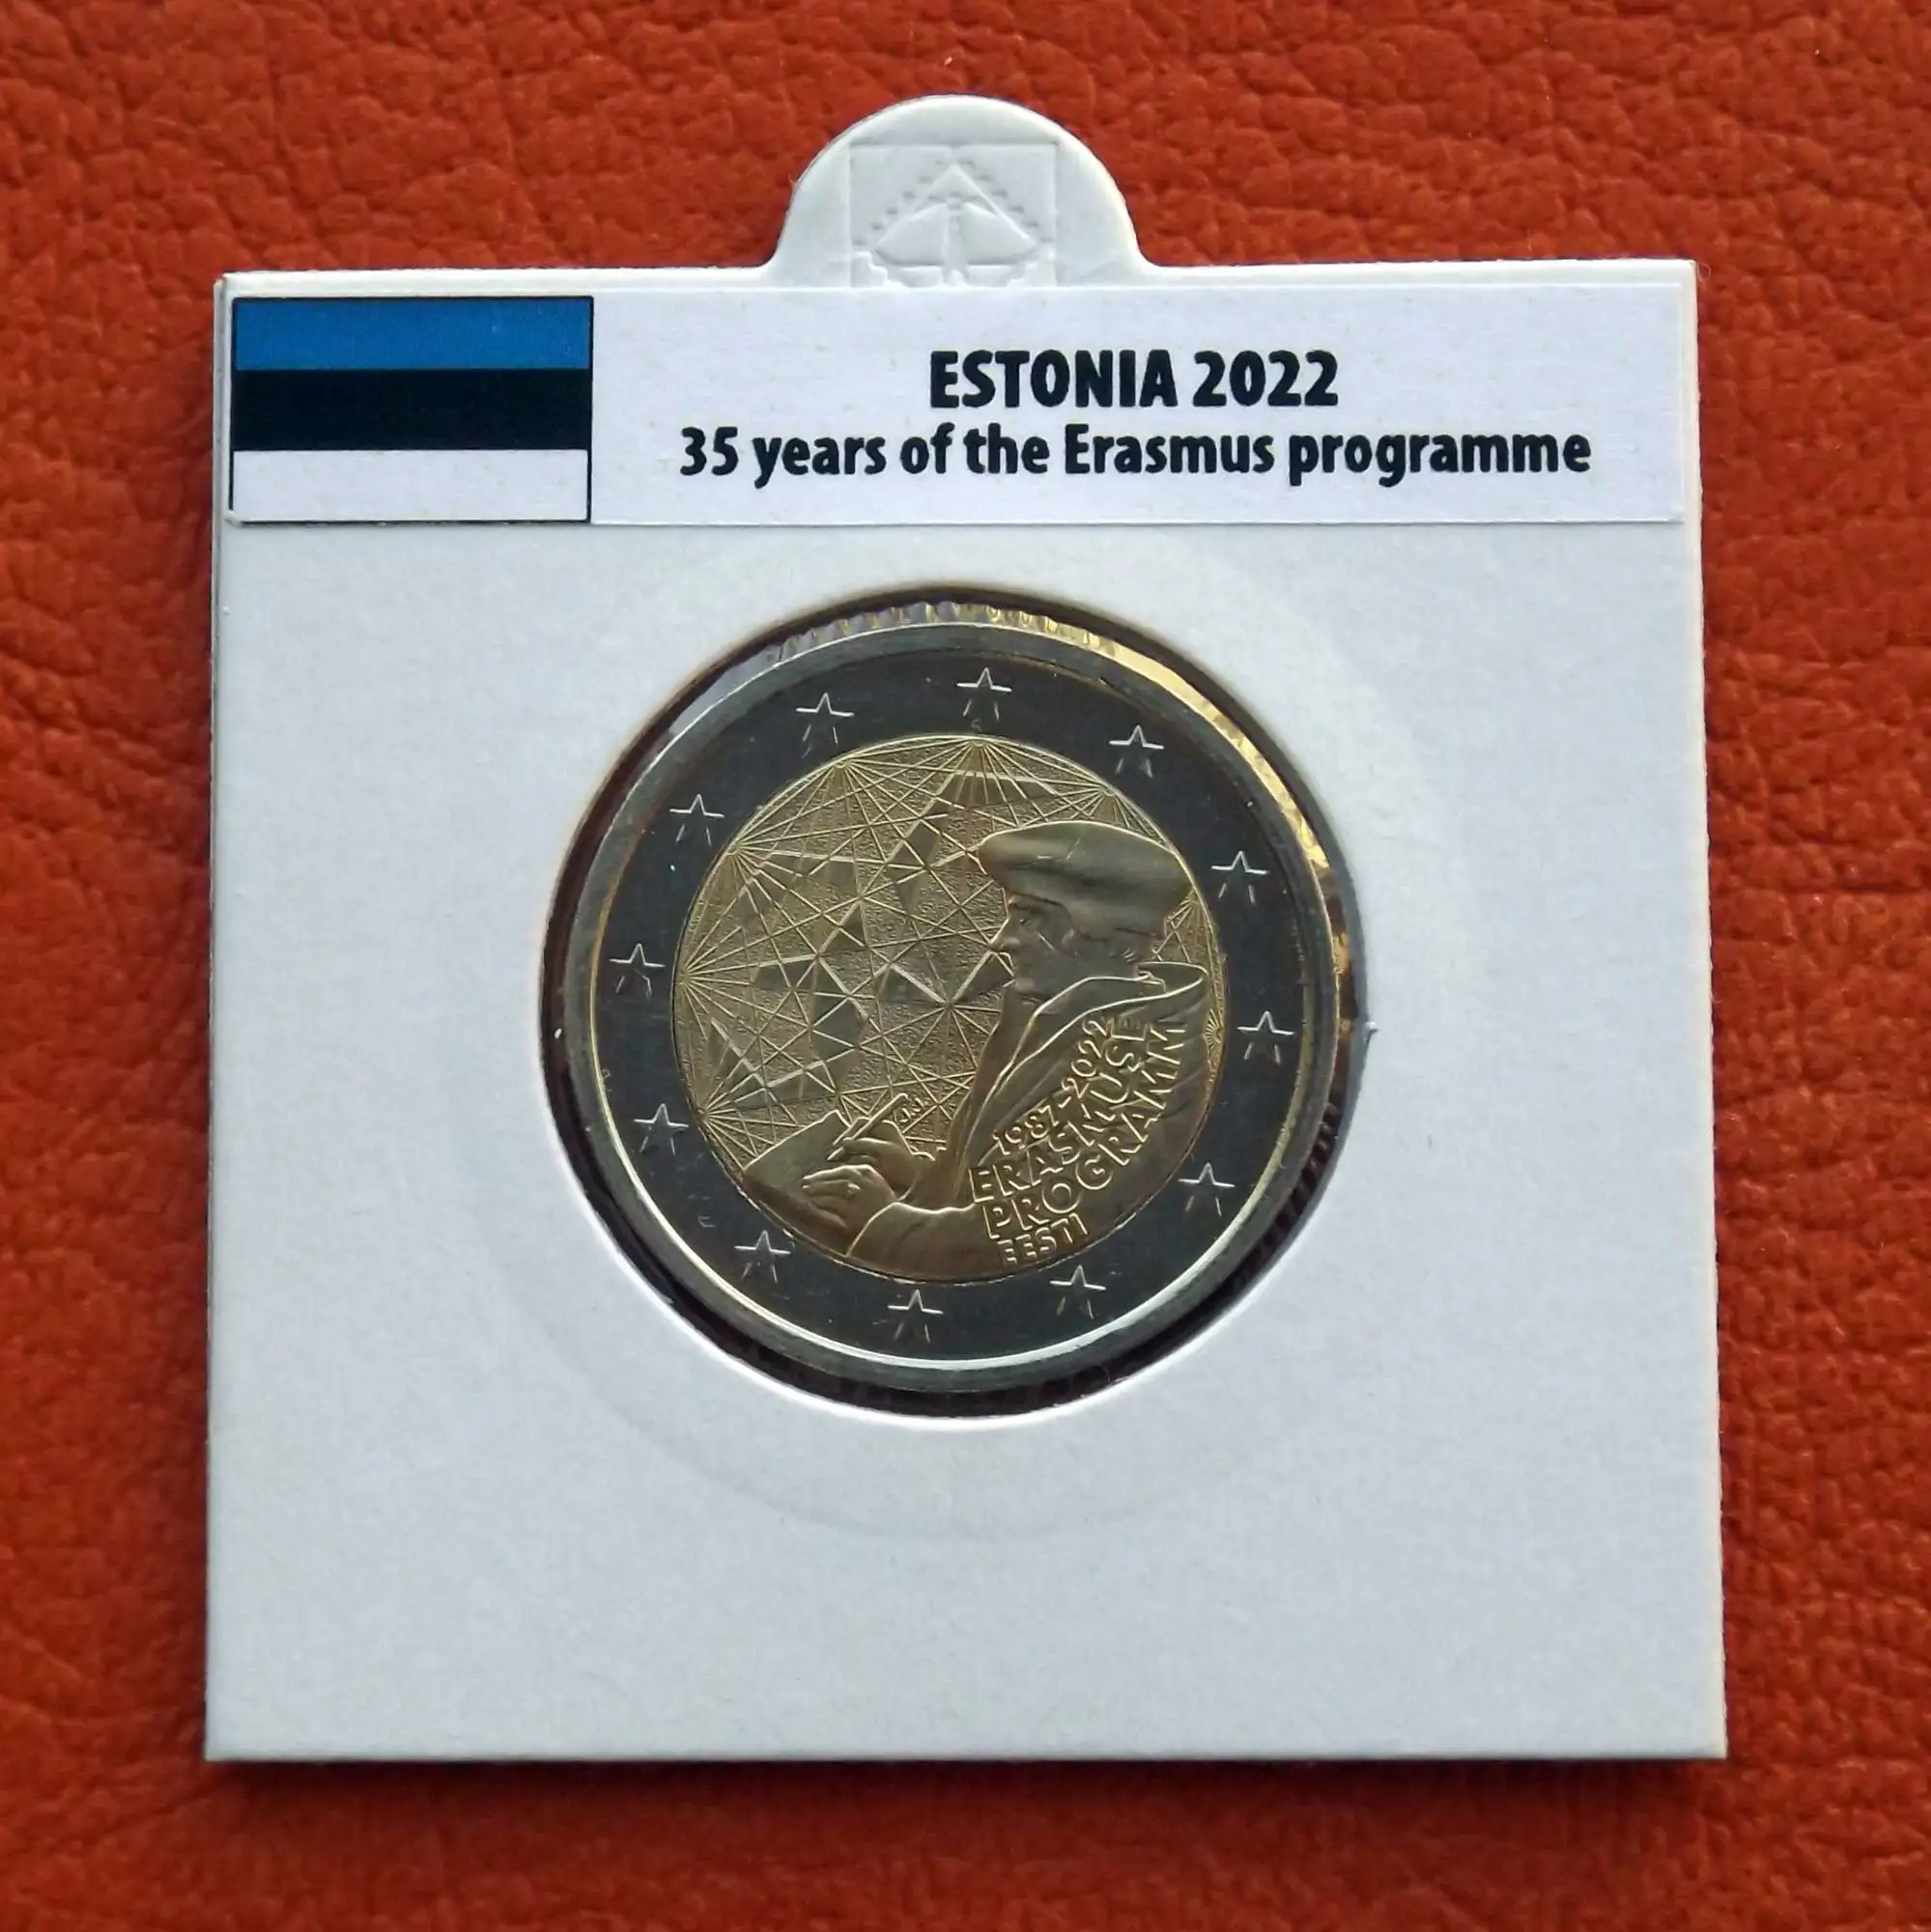 ESTONIA 2022
35 years of the Erasmus programme
1987-2022
ERASMUSE
PROGRAMM
EESTI